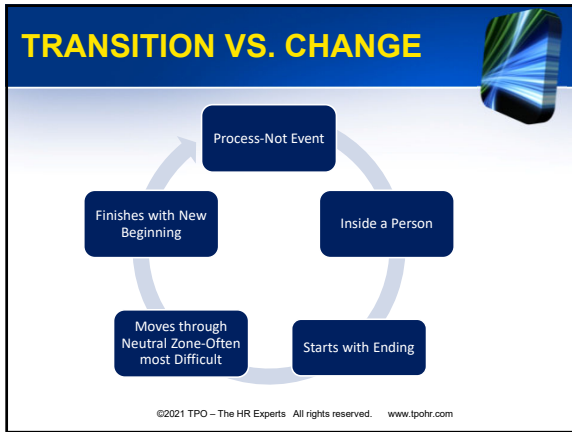 TRANSITION VS. CHANGE
Process-Not Event
Inside a Person
Starts with Ending
Moves through
Neutral Zone-Often
most Difficult
Finishes with New
Beginning
©2021 TPO – The HR Experts All rights reserved. www.tpohr.com